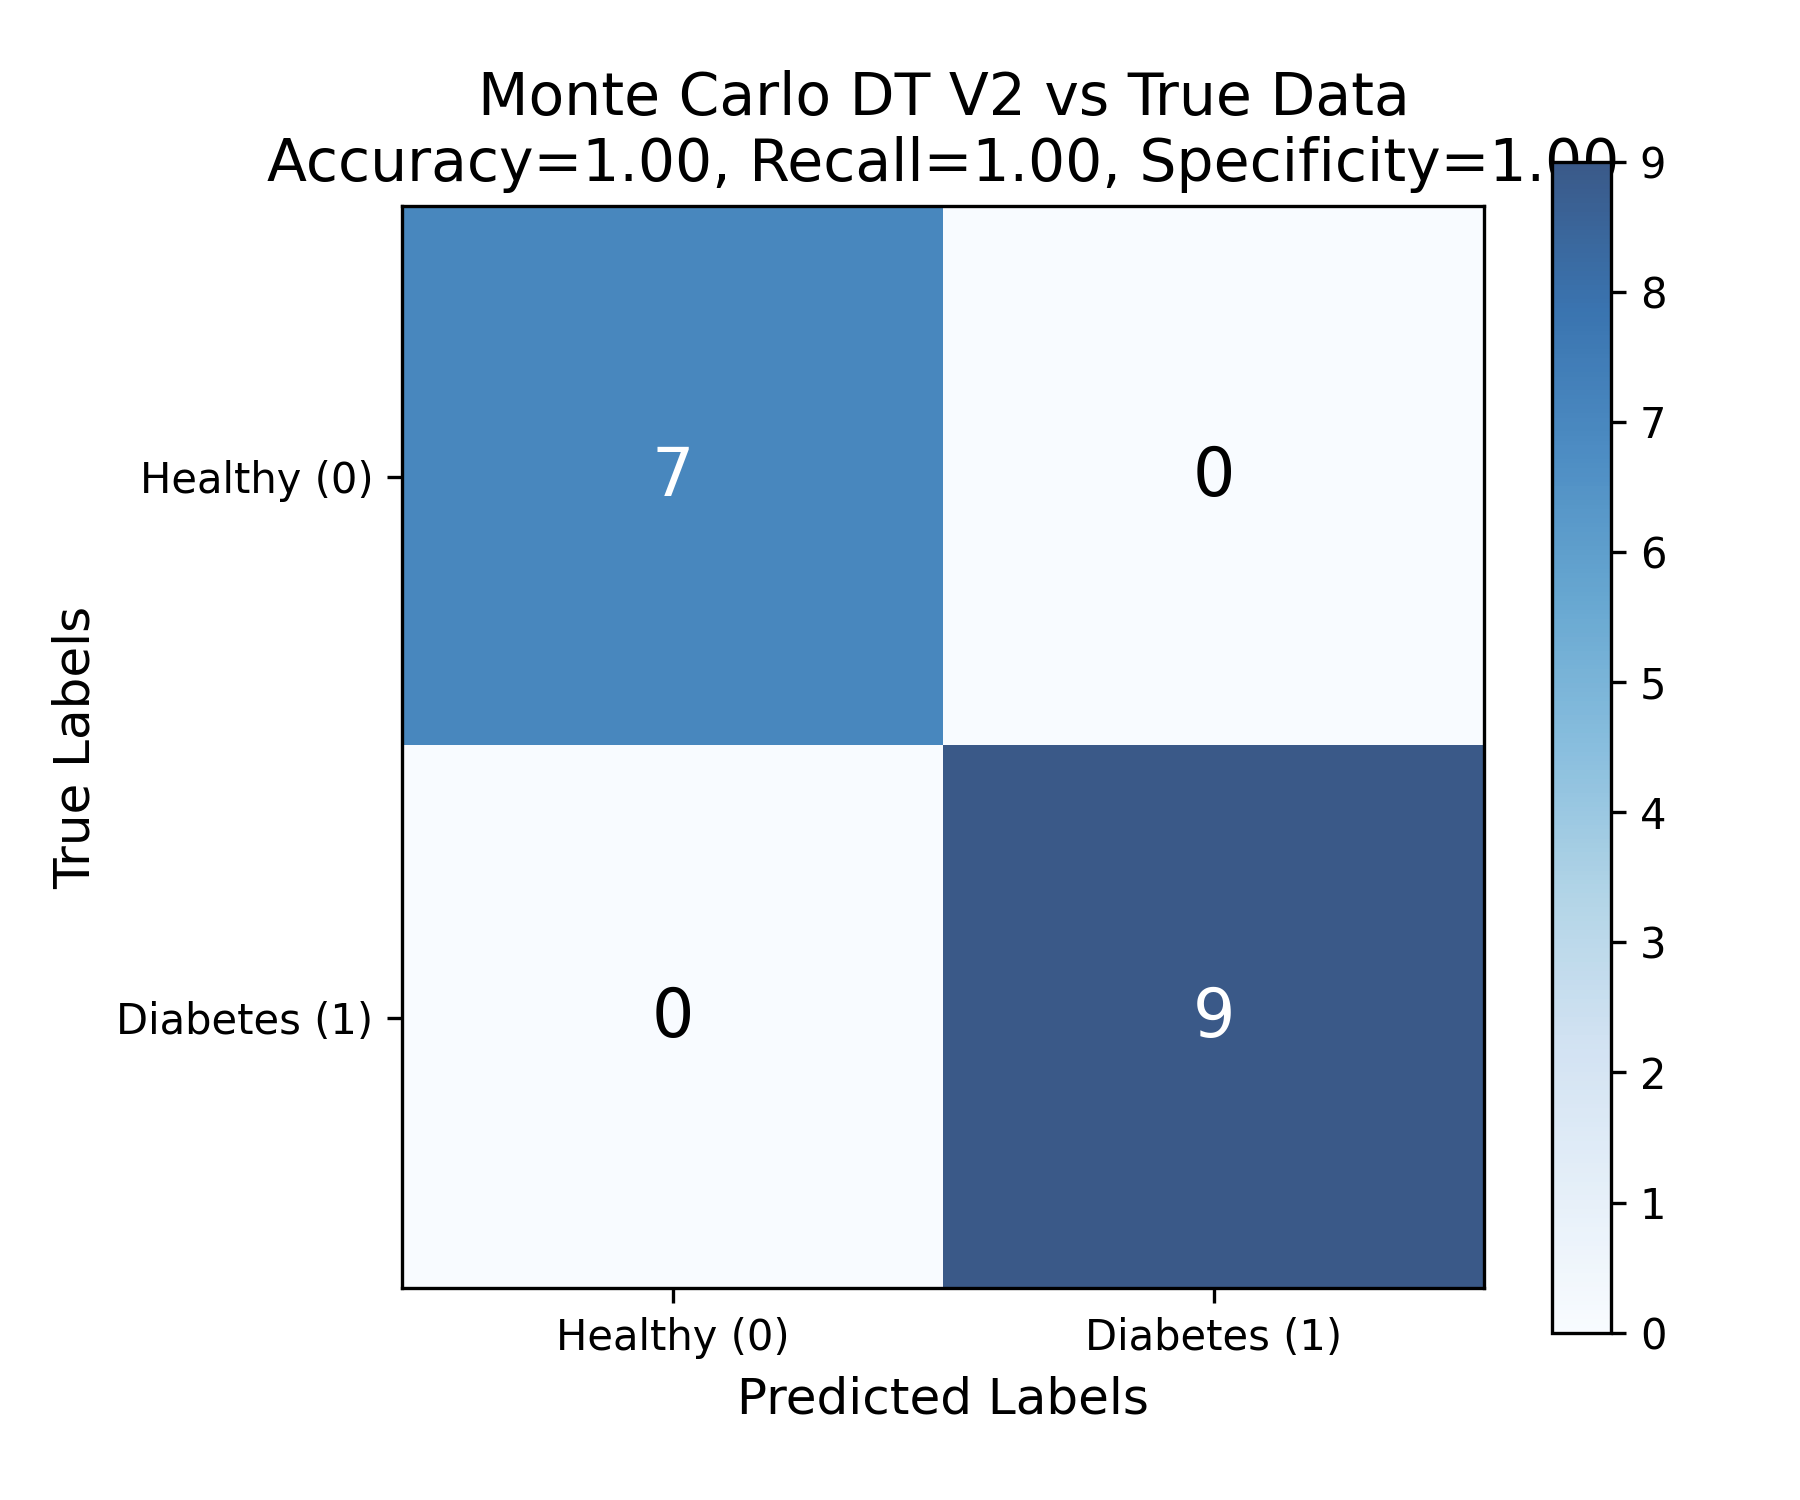 Monte Carlo DT V2 vs True Data
Accuracy=1.00, Recall=1.00, Specificity=1.00
9
8
7
6
5
4
3
2
1
0
True Labels
Healthy (0)
7
0
Diabetes (1)
0
9
Healthy (0)
Diabetes (1)
Predicted Labels